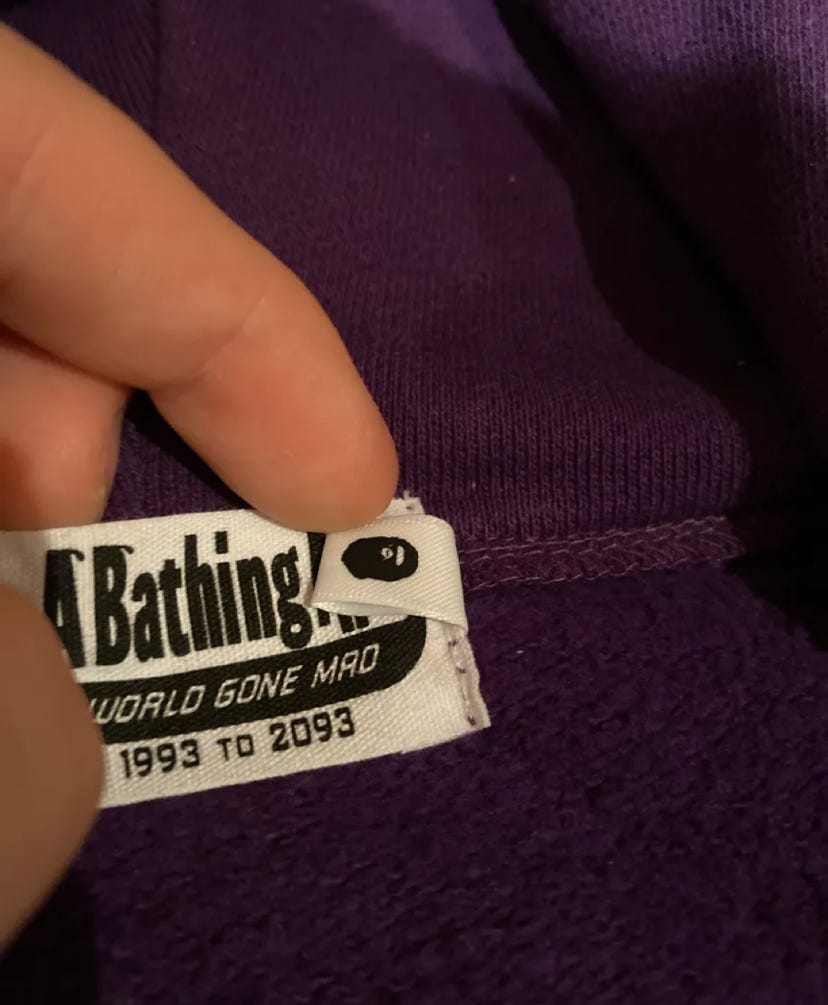 A Bathing
WORLD GONE MAD
1993 TO 2093